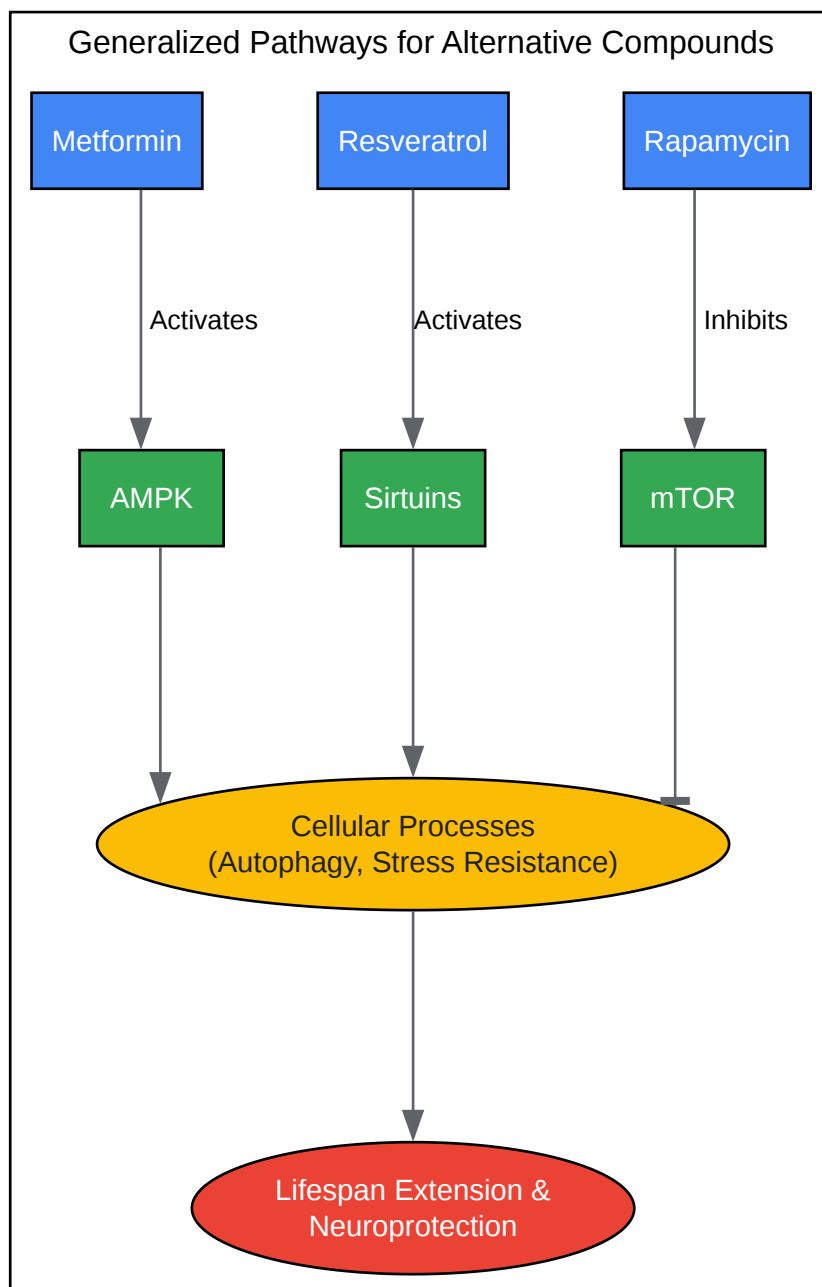 Generalized Pathways for Alternative Compounds
Metformin
Resveratrol
Rapamycin
Activates
Activates
Inhibits
AMPK
Sirtuins
mTOR
Cellular Processes
(Autophagy, Stress Resistance)
Lifespan Extension &
Neuroprotection